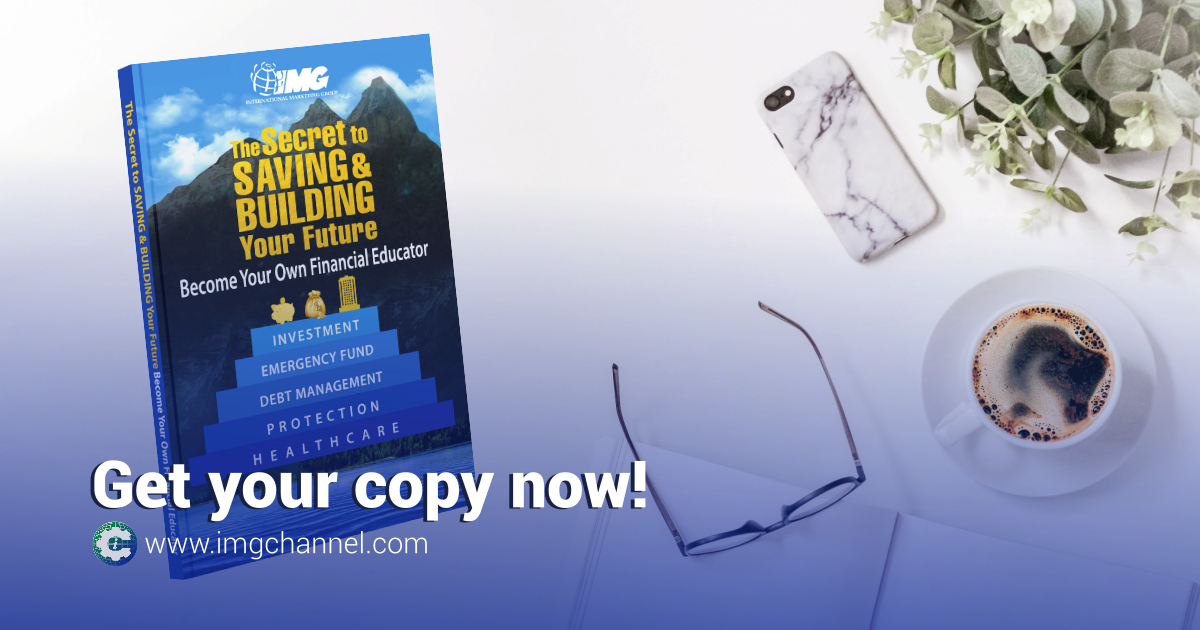 IMG
INTERNATIONAL MARKETING GROUP
The Secret to
SAVING &
BUILDING
Your Future
Become Your Own Financial Educator
INVESTMENT
EMERGENCY FUND
DEBT MANAGEMENT
PROTECTION
HEALTHCARE
The Secret to SAVING & BUILDING Your Future Become Your Own
Get your copy now!
www.imgchannel.com